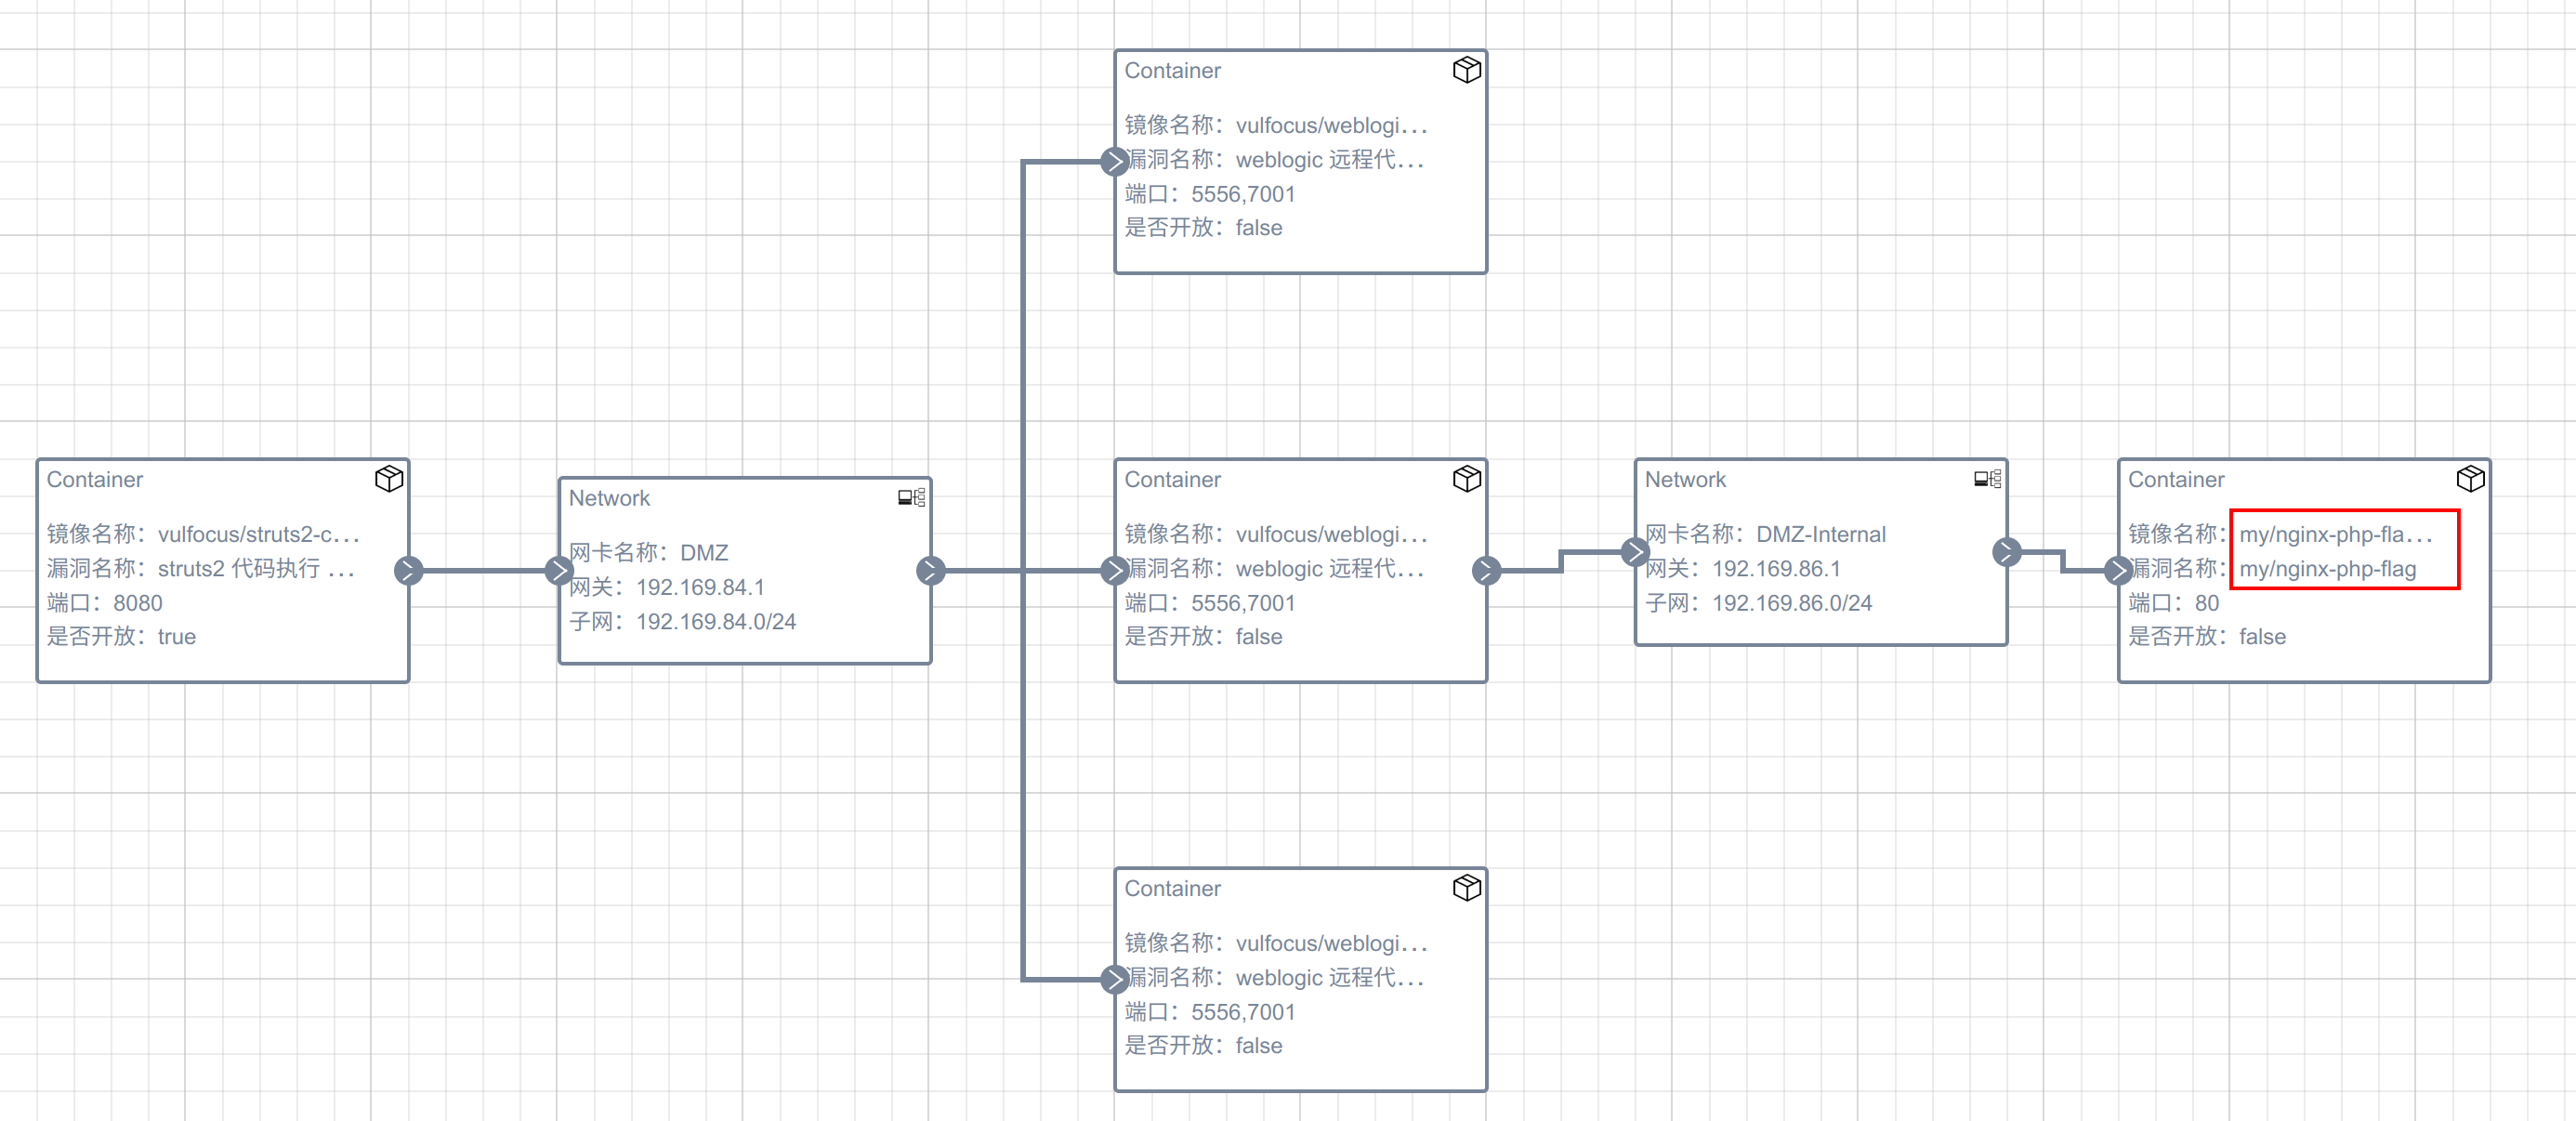 Container
镜像名称：vulfocus/weblogi...
漏洞名称：weblogic 远程代...
端口：5556,7001
是否开放：false
Container
镜像名称：vulfocus/struts2-c...
漏洞名称：struts2 代码执行 ...
端口：8080
是否开放：true
Network
网卡名称：DMZ
网关：192.169.84.1
子网：192.169.84.0/24
Container
镜像名称：vulfocus/weblogi...
漏洞名称：weblogic 远程代...
端口：5556,7001
是否开放：false
Network
网卡名称：DMZ-Internal
网关：192.169.86.1
子网：192.169.86.0/24
Container
镜像名称：my/nginx-php-fla...
漏洞名称：my/nginx-php-flag
端口：80
是否开放：false
Container
镜像名称：vulfocus/weblogi...
漏洞名称：weblogic 远程代...
端口：5556,7001
是否开放：false